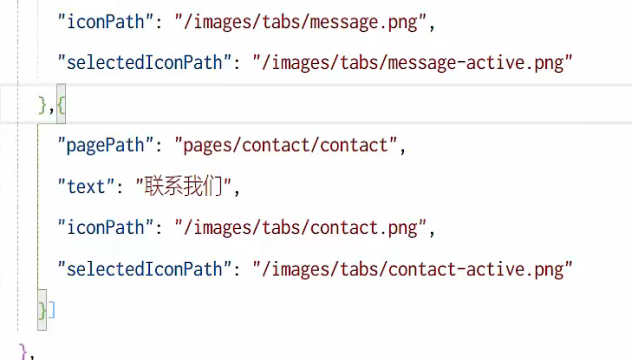 "iconPath": "/images/tabs/message.png",
"selectedIconPath": "/images/tabs/message-active.png"
},{
"pagePath": "pages/contact/contact",
"text": "联系我们",
"iconPath": "/images/tabs/contact.png",
"selectedIconPath": "/images/tabs/contact-active.png"
}]
},